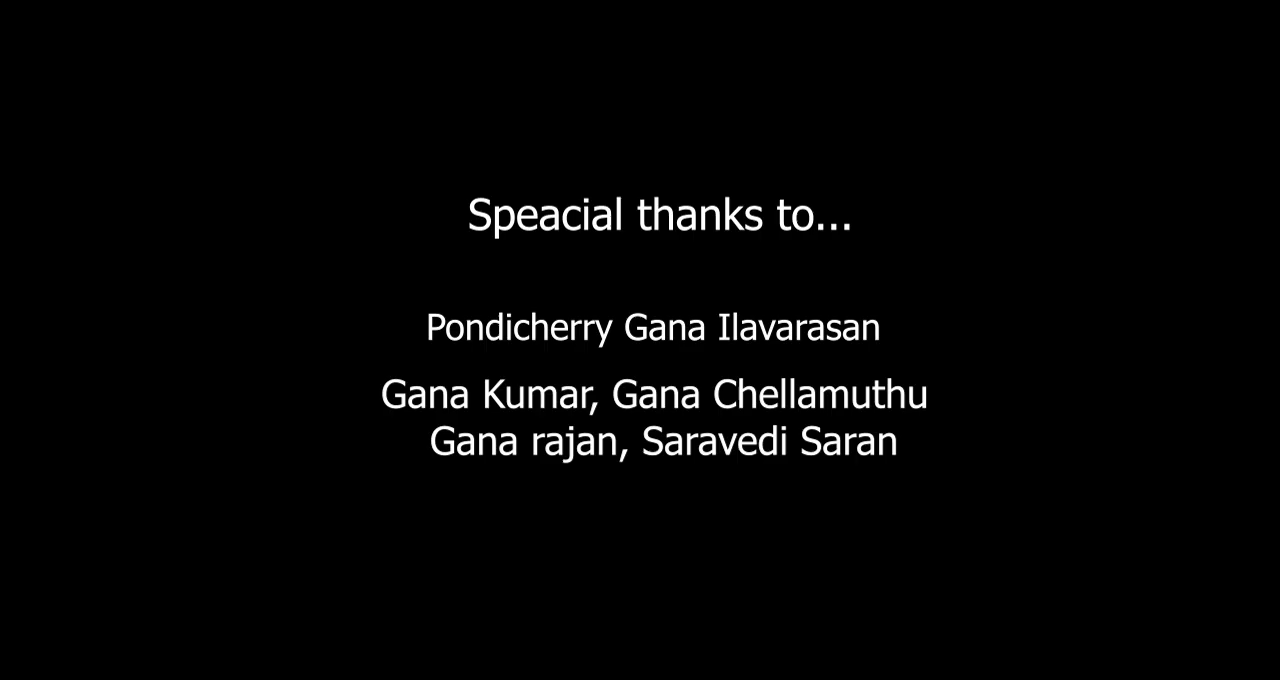 Speacial thanks to...
Pondicherry Gana Ilavarasan
Gana Kumar, Gana Chellamuthu
Gana rajan, Saravedi Saran